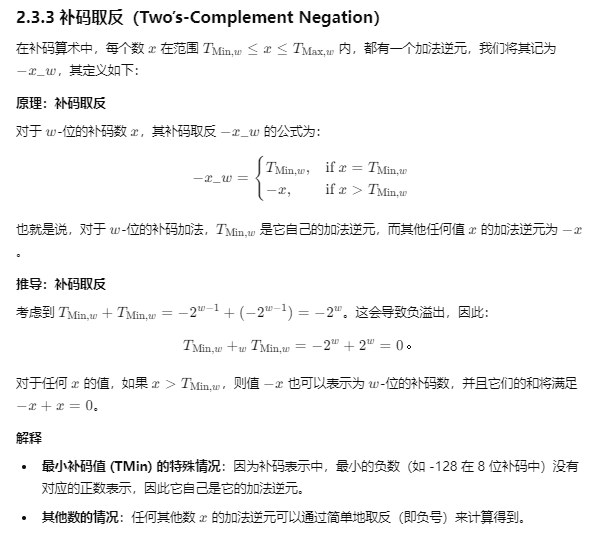 2.3.3 补码取反（Two's-Complement Negation）
在补码算术中，每个数 x 在范围 T_{Min,w} ≤ x ≤ T_{Max,w} 内，都有一个加法逆元，我们将其记为
−x_w，其定义如下：
原理：补码取反
对于 w-位的补码数 x，其补码取反 −x_w 的公式为：
−x_w = { T_{Min,w}, if x = T_{Min,w}
−x, if x > T_{Min,w}
也就是说，对于 w-位的补码加法，T_{Min,w} 是它自己的加法逆元，而其他任何值 x 的加法逆元为 −x
。
推导：补码取反
考虑到 T_{Min,w} + T_{Min,w} = −2^{w−1} + (−2^{w−1}) = −2^w。这会导致负溢出，因此：
T_{Min,w} +_w T_{Min,w} = −2^w + 2^w = 0。
对于任何 x 的值，如果 x > T_{Min,w}，则值 −x 也可以表示为 w-位的补码数，并且它们的和将满足
−x + x = 0。
解释
• 最小补码值 (TMin) 的特殊情况：因为补码表示中，最小的负数（如 -128 在 8 位补码中）没有
对应的正数表示，因此它自己是它的加法逆元。
• 其他数的情况：任何其他数 x 的加法逆元可以通过简单地取反（即负号）来计算得到。